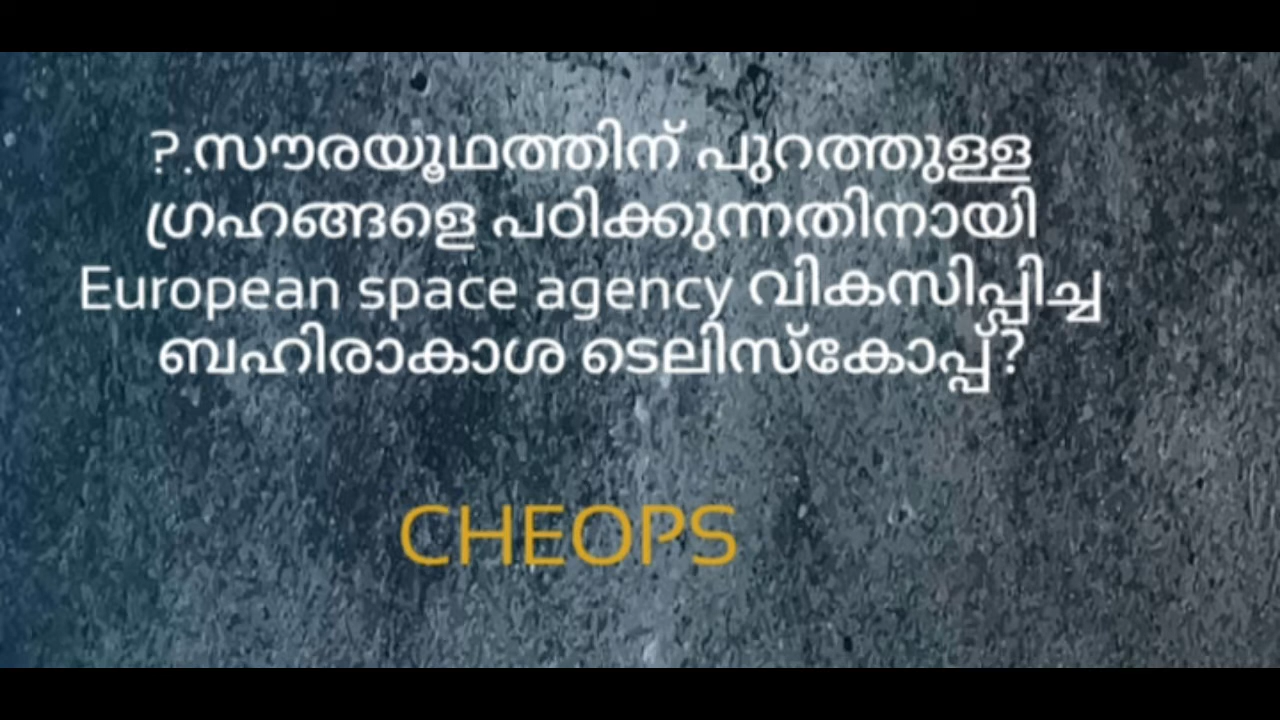 ?.സൗരയൂഥത്തിന് പുറത്തുള്ള
ഗ്രഹങ്ങളെ പഠിക്കുന്നതിനായി
European space agency വികസിപ്പിച്ച
ബഹിരാകാശ ടെലിസ്കോപ്പ്?
CHEOPS